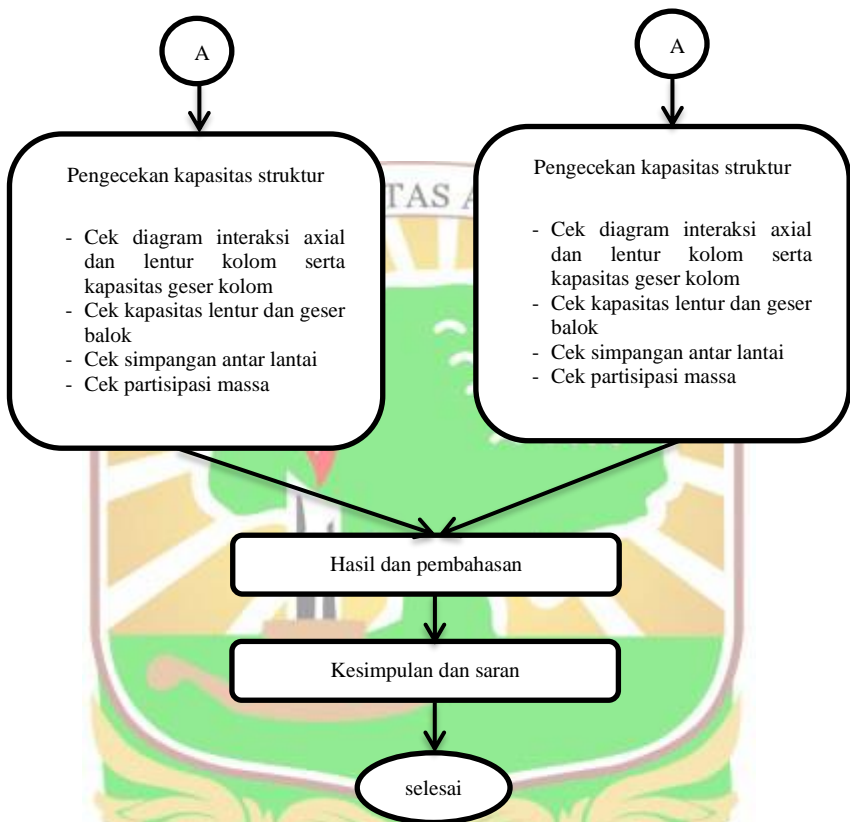 A
Pengecekan kapasitas struktur
- Cek diagram interaksi axial
dan lentur kolom serta
kapasitas geser kolom
- Cek kapasitas lentur dan geser
balok
- Cek simpangan antar lantai
- Cek partisipasi massa
A
Pengecekan kapasitas struktur
- Cek diagram interaksi axial
dan lentur kolom serta
kapasitas geser kolom
- Cek kapasitas lentur dan geser
balok
- Cek simpangan antar lantai
- Cek partisipasi massa
TAS A
Hasil dan pembahasan
Kesimpulan dan saran
selesai